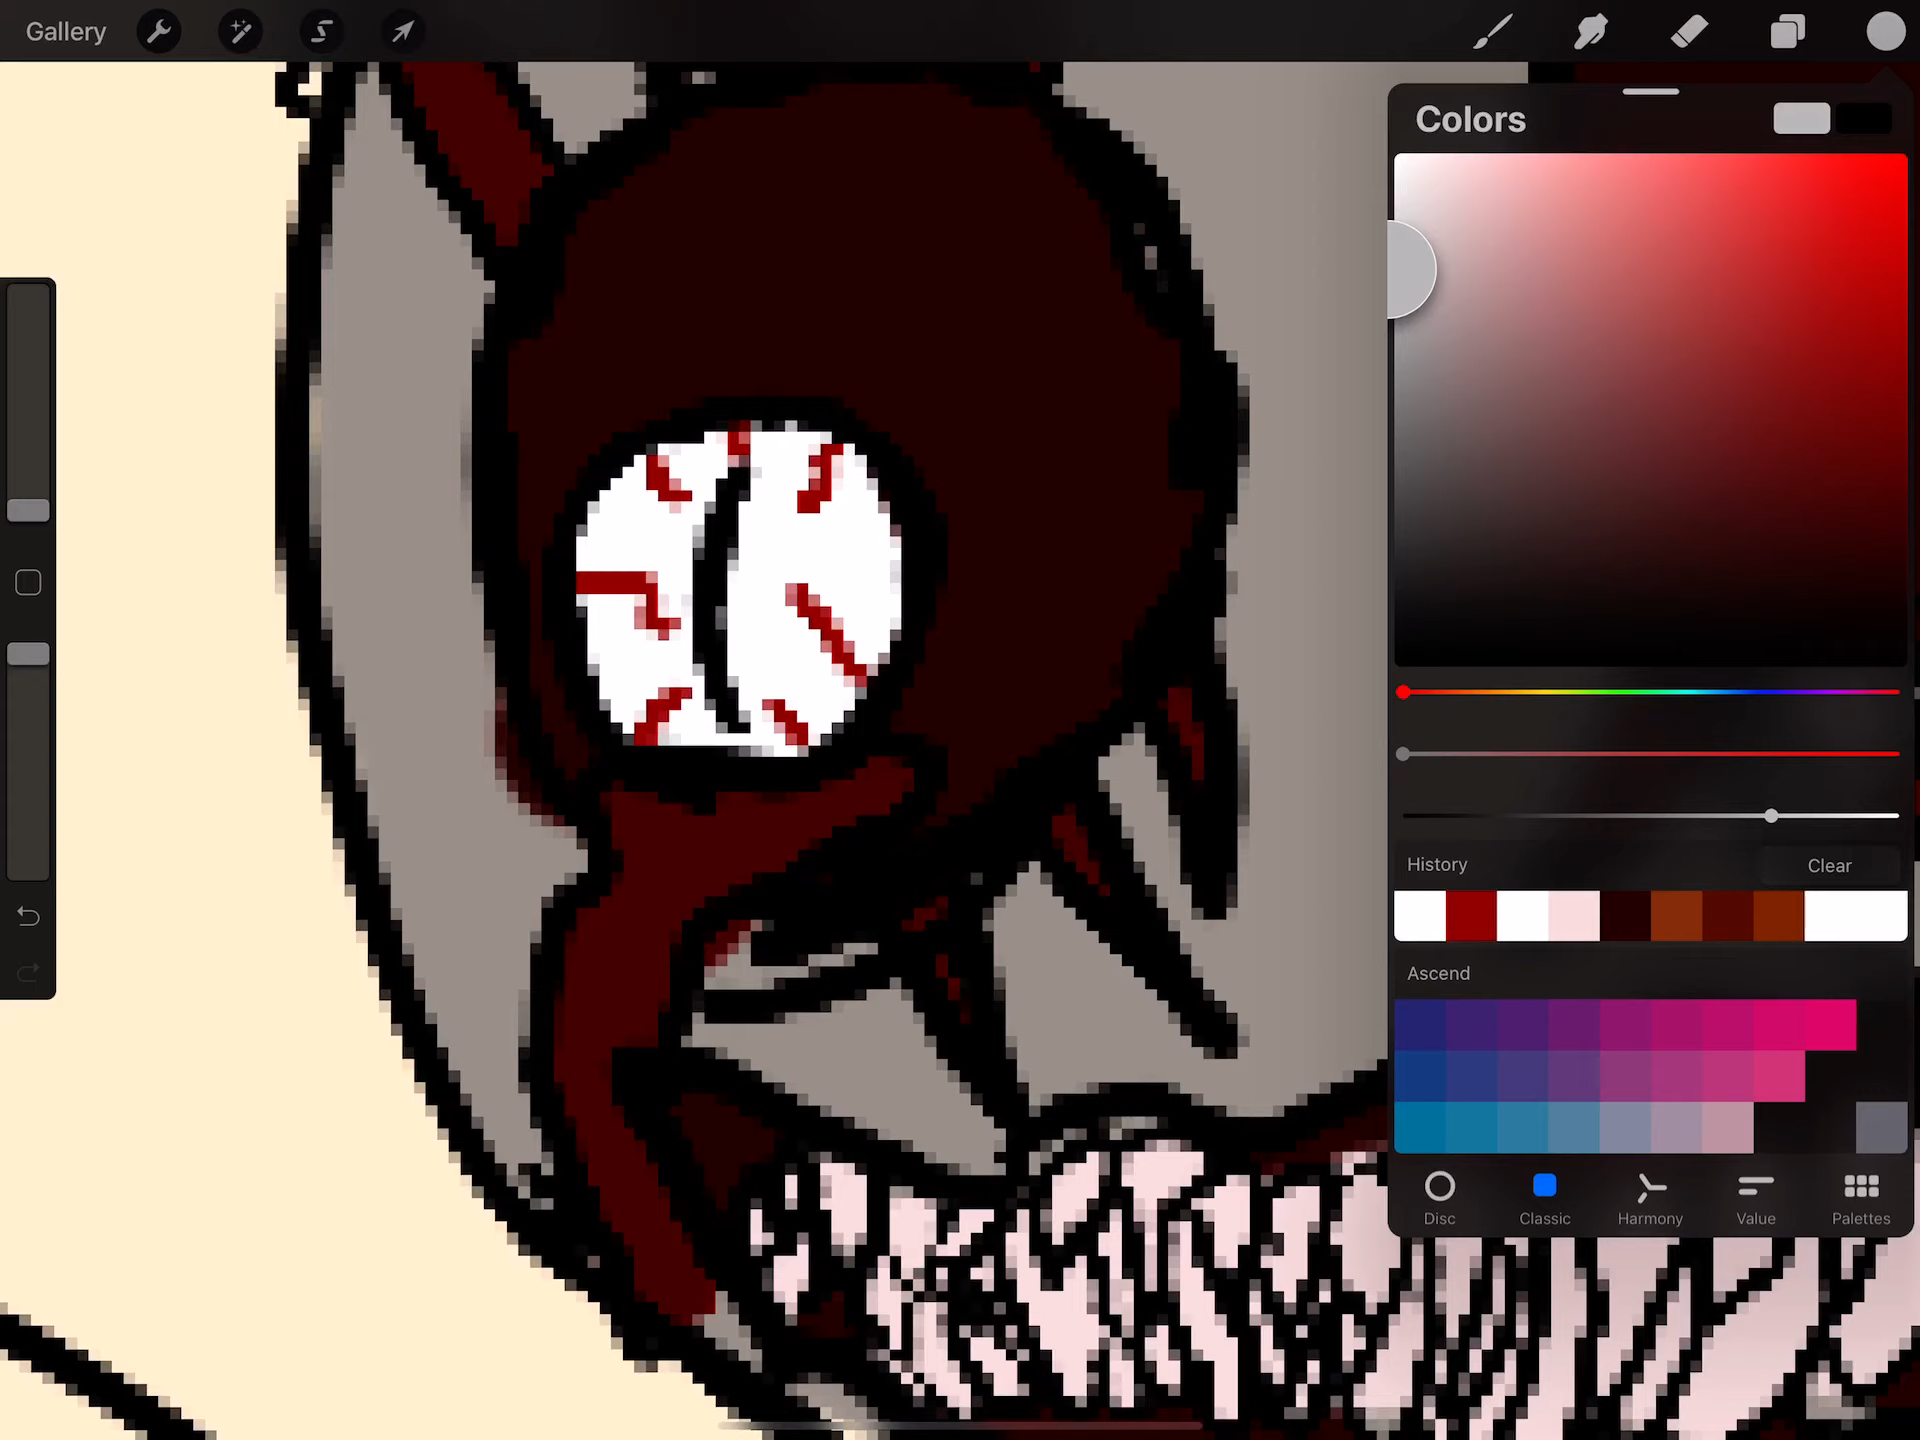 Gallery
Colors
History
Clear
Ascend
Disc
Classic
Harmony
Value
Palettes